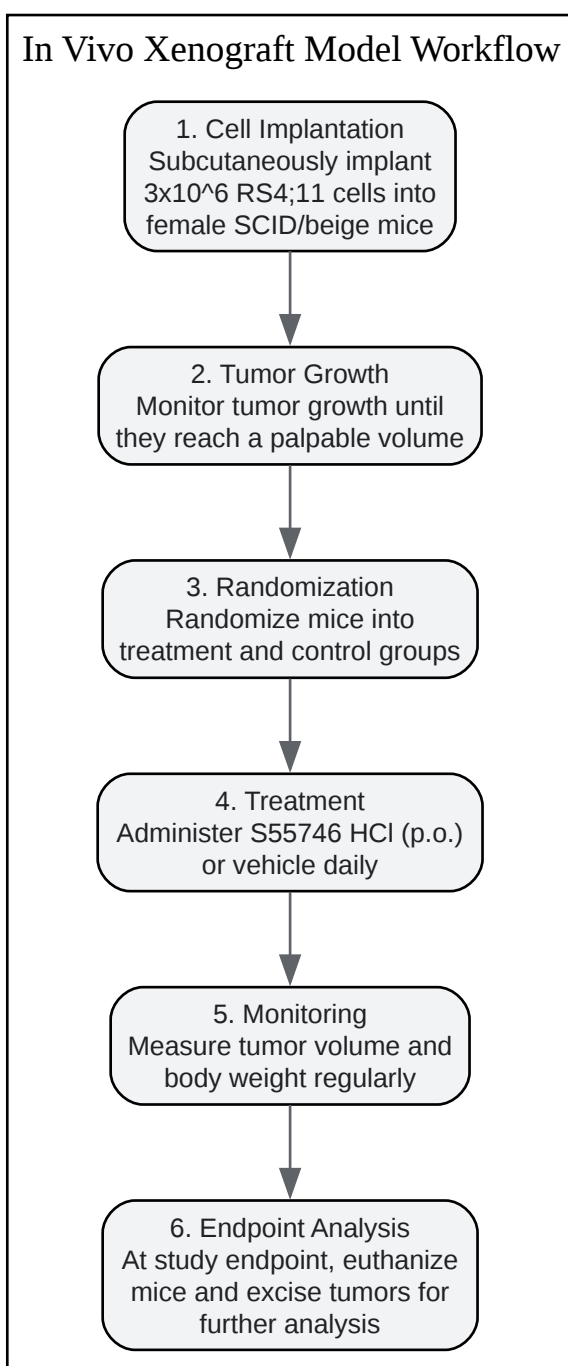 In Vivo Xenograft Model Workflow
1. Cell Implantation
Subcutaneously implant
3x10^6 RS4;11 cells into
female SCID/beige mice
2. Tumor Growth
Monitor tumor growth until
they reach a palpable volume
3. Randomization
Randomize mice into
treatment and control groups
4. Treatment
Administer S55746 HCl (p.o.)
or vehicle daily
5. Monitoring
Measure tumor volume and
body weight regularly
6. Endpoint Analysis
At study endpoint, euthanize
mice and excise tumors for
further analysis